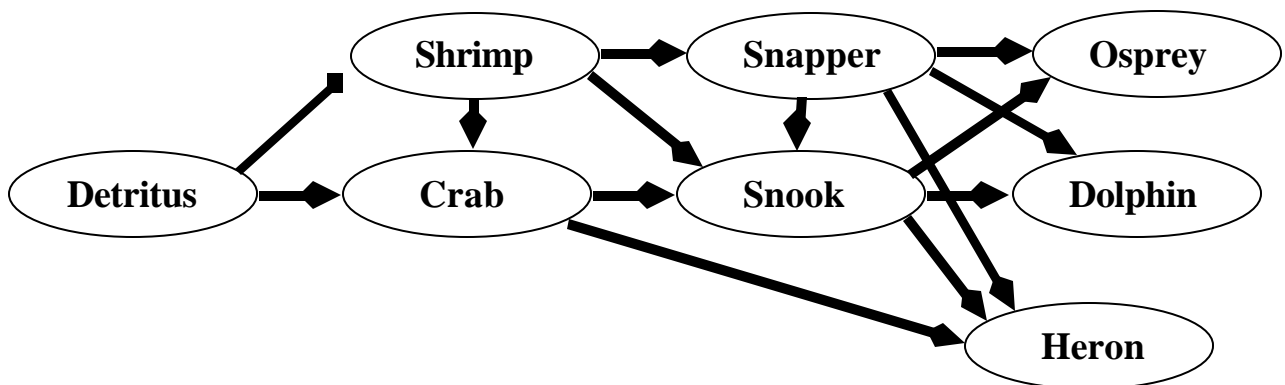 Shrimp
Snapper
Osprey
Detritus
Crab
Snook
Dolphin
Heron